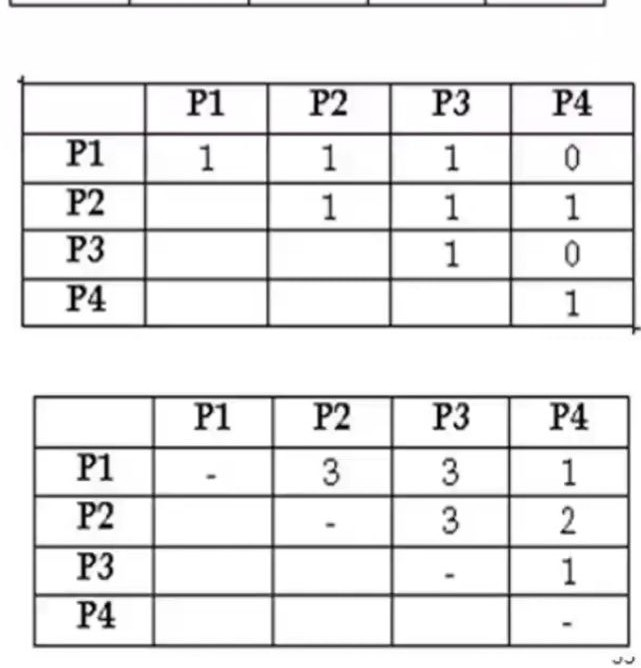 P1 P2 P3 P4
P1 1 1 1 0
P2 1 1 1
P3 1 0
P4 1
P1 P2 P3 P4
P1 - 3 3 1
P2 - 3 2
P3 - 1
P4 -